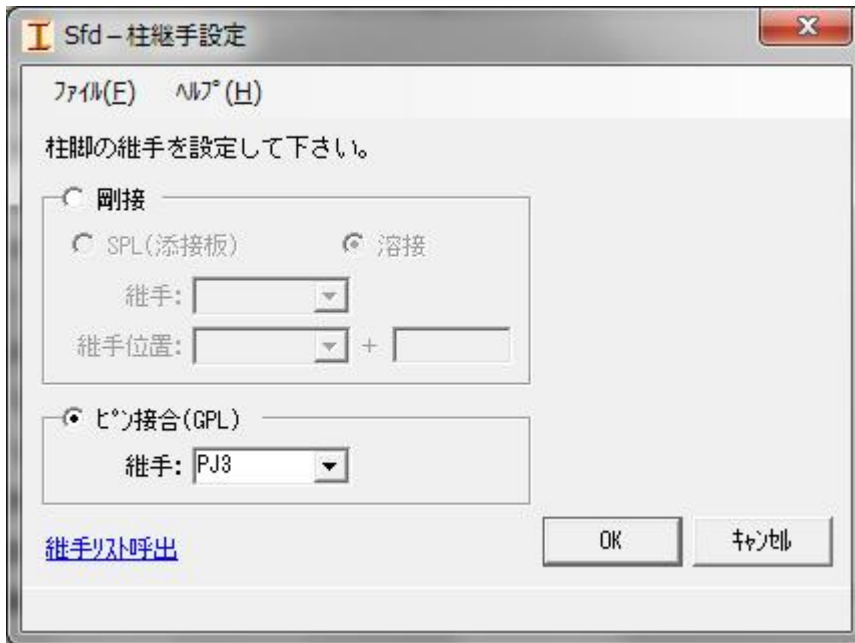 Sfd – 柱継手設定
ﾌｧｲﾙ(F) ﾍﾙﾌﾟ(H)
柱脚の継手を設定して下さい。
剛接
SPL(添接板) 溶接
継手:
継手位置: +
ﾋﾟﾝ接合(GPL)
継手: PJ3
継手ﾘｽﾄ呼出
OK ｷｬﾝｾﾙ